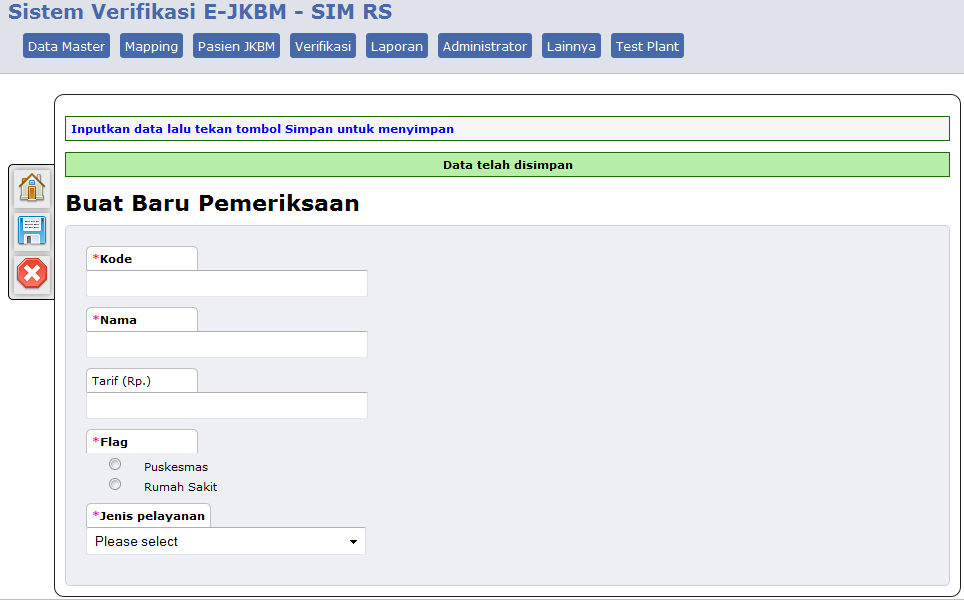 Sistem Verifikasi E-JKBM - SIM RS
Data Master Mapping Pasien JKBM Verifikasi Laporan Administrator Lainnya Test Plant
Inputkan data lalu tekan tombol Simpan untuk menyimpan
Data telah disimpan
Buat Baru Pemeriksaan
*Kode
*Nama
Tarif (Rp.)
*Flag
Puskesmas
Rumah Sakit
*Jenis pelayanan
Please select